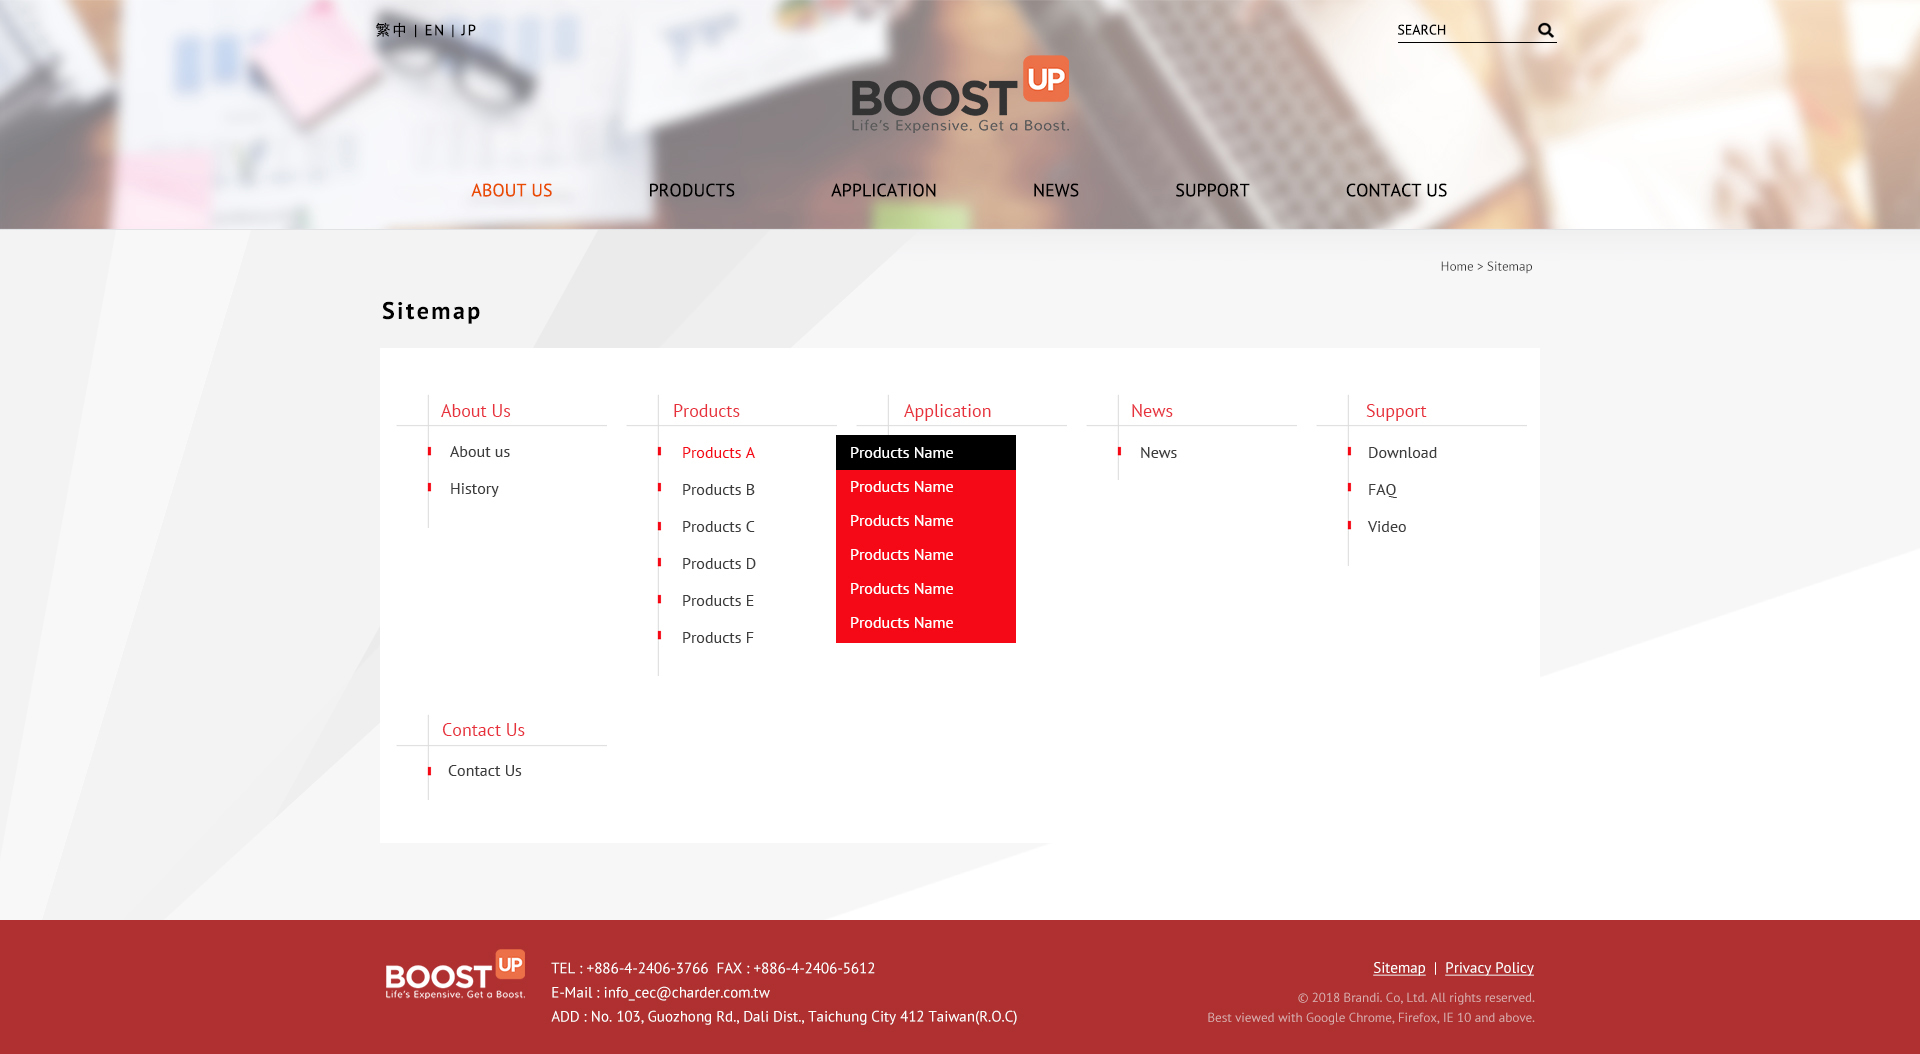 繁中 | EN | JP
SEARCH
BOOST UP
Life's Expensive. Get a Boost.
ABOUT US PRODUCTS APPLICATION NEWS SUPPORT CONTACT US
Home > Sitemap
Sitemap
About Us
About us
History
Products
Products A
Products B
Products C
Products D
Products E
Products F
Application
Products Name
Products Name
Products Name
Products Name
Products Name
Products Name
News
News
Support
Download
FAQ
Video
Contact Us
Contact Us
BOOST UP
Life's Expensive. Get a Boost.
TEL : +886-4-2406-3766 FAX : +886-4-2406-5612
E-Mail : info_cec@charder.com.tw
ADD : No. 103, Guozhong Rd., Dali Dist., Taichung City 412 Taiwan(R.O.C)
Sitemap | Privacy Policy
© 2018 Brandi. Co, Ltd. All rights reserved.
Best viewed with Google Chrome, Firefox, IE 10 and above.